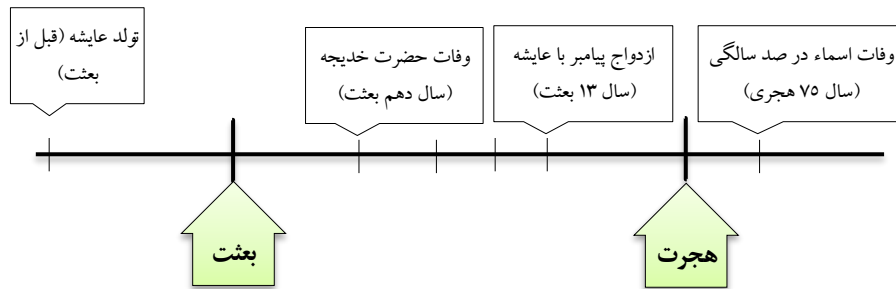 وفات اسماء در صد سالگی
(سال ۷۵ هجری)
ازدواج پیامبر با عایشه
(سال ۱۳ بعثت)
وفات حضرت خدیجه
(سال دهم بعثت)
تولد عایشه (قبل از
بعثت)
هجرت
بعثت